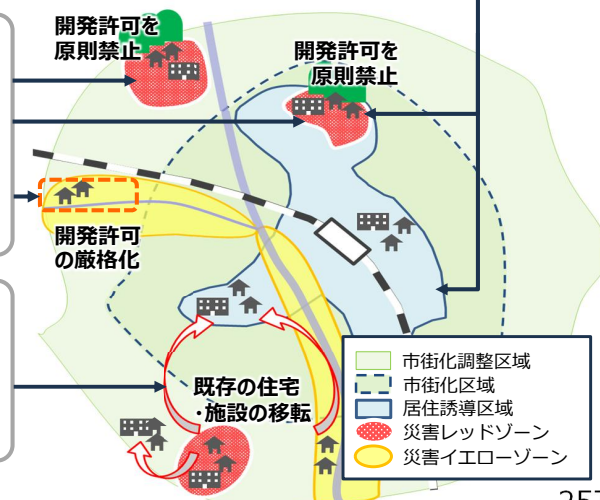 開発許可を
原則禁止
開発許可を
原則禁止
開発許可
の厳格化
既存の住宅
・施設の移転
市街化調整区域
市街化区域
居住誘導区域
災害レッドゾーン
災害イエローゾーン